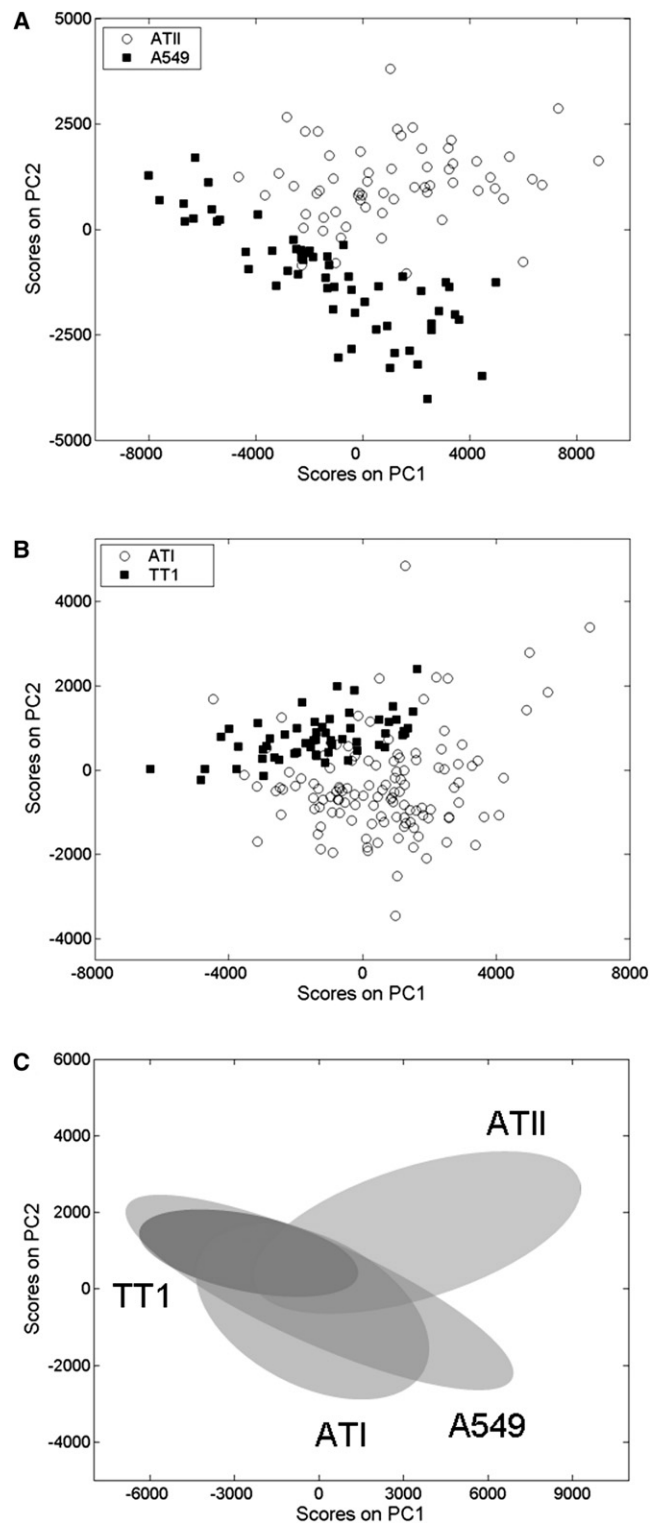 A
5000
2500
0
-2500
-5000
Scores on PC2
ATII
A549
-8000 -4000 0 4000 8000
Scores on PC1
B
4000
2000
0
-2000
-4000
Scores on PC2
ATI
TT1
-8000 -4000 0 4000 8000
Scores on PC1
C
6000
4000
2000
0
-2000
-4000
Scores on PC2
ATII
TT1
ATI
A549
-6000 -3000 0 3000 6000 9000
Scores on PC1